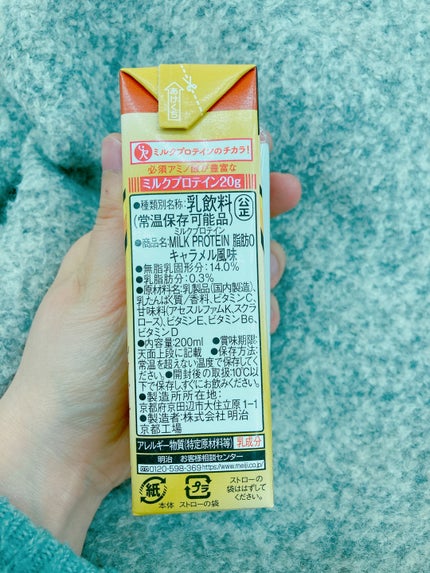 あけくち
ミルクプロテインのチカラ!
必須アミノ酸が豊富な
ミルクプロテイン20g
●種類別名称:乳飲料 公正
(常温保存可能品)
ミルクプロテイン
●商品名:MILK PROTEIN 脂肪0
キャラメル風味
●無脂乳固形分:14.0%
●乳脂肪分:0.3%
●原材料名:乳製品(国内製造)、
乳たんぱく質/香料、ビタミンC、
甘味料(アセスルファムK、スクラ
ロース)、ビタミンE、ビタミンB6、
ビタミンD
●内容量:200ml ●賞味期限:
天面上段に記載 ●保存方法:
常温を超えない温度で保存してく
ださい。●開封後の取扱:10℃以
下で保存しすぐにお飲みください。
●製造所所在地:
京都府京田辺市大住立原1-1
●製造者:株式会社 明治
京都工場
アレルギー物質(特定原材料等) 乳成分
明治 お客様相談センター
0120-598-369 https://www.meiji.co.jp/
紙
本体
プラ
ストローの袋
ストローの
袋ははずして
ください。